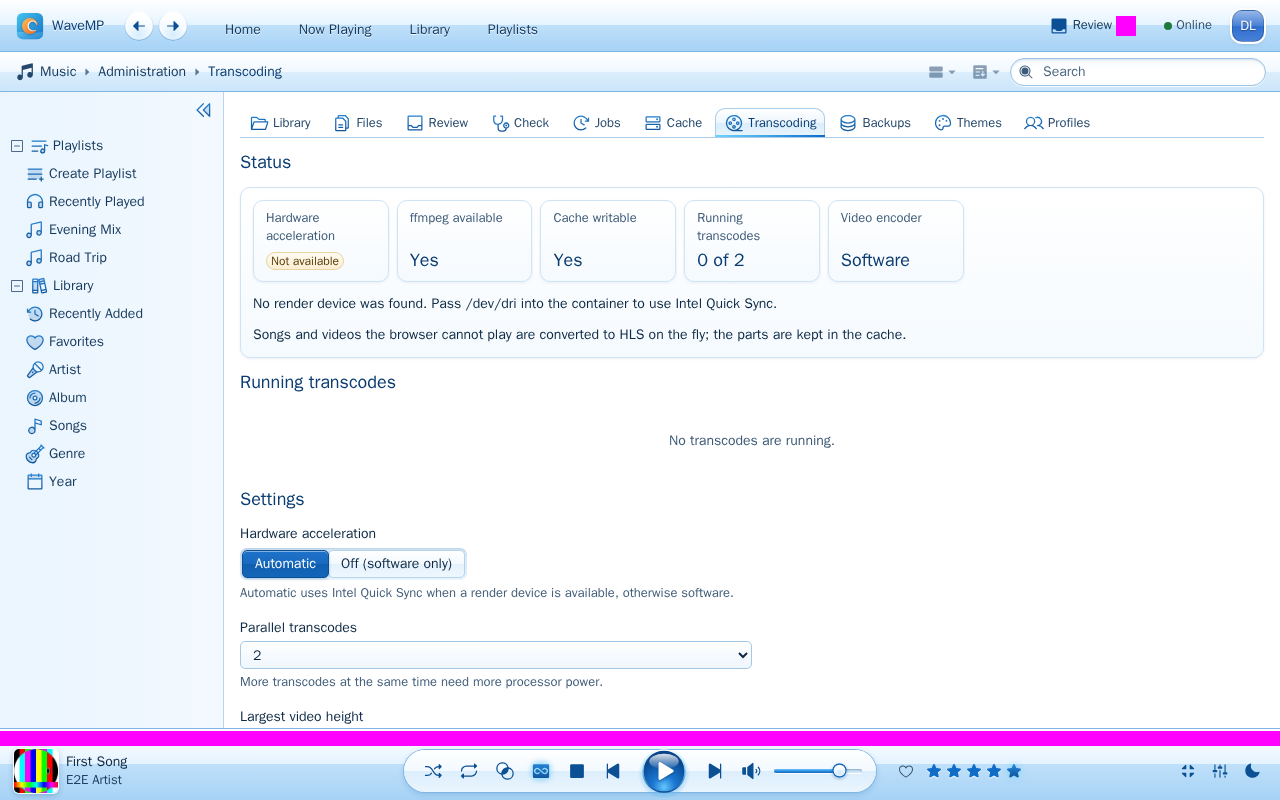 WaveMP
Home
Now Playing
Library
Playlists
Review
Online
DL
Music
Administration
Transcoding
Search
Library
Files
Review
Check
Jobs
Cache
Transcoding
Backups
Themes
Profiles
Playlists
Create Playlist
Recently Played
Evening Mix
Road Trip
Library
Recently Added
Favorites
Artist
Album
Songs
Genre
Year
Status
Hardware
acceleration
Not available
ffmpeg available
Yes
Cache writable
Yes
Running
transcodes
0 of 2
Video encoder
Software
No render device was found. Pass /dev/dri into the container to use Intel Quick Sync.
Songs and videos the browser cannot play are converted to HLS on the fly; the parts are kept in the cache.
Running transcodes
No transcodes are running.
Settings
Hardware acceleration
Automatic
Off (software only)
Automatic uses Intel Quick Sync when a render device is available, otherwise software.
Parallel transcodes
2
More transcodes at the same time need more processor power.
Largest video height
First Song
E2E Artist